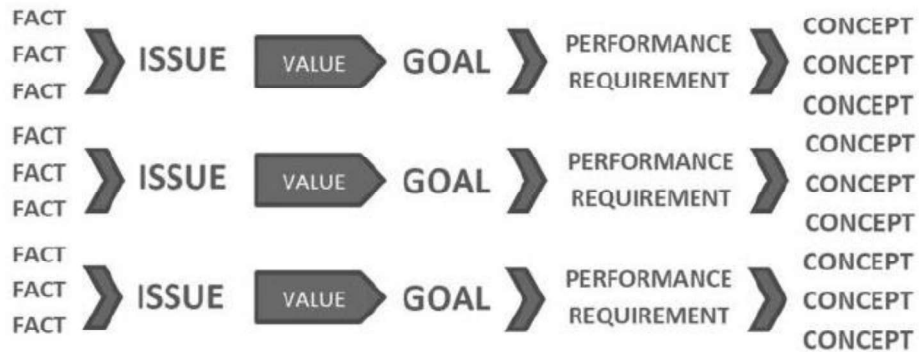 FACT
FACT
FACT
ISSUE
VALUE
GOAL
PERFORMANCE
REQUIREMENT
CONCEPT
CONCEPT
CONCEPT
FACT
FACT
FACT
ISSUE
VALUE
GOAL
PERFORMANCE
REQUIREMENT
CONCEPT
CONCEPT
CONCEPT
FACT
FACT
FACT
ISSUE
VALUE
GOAL
PERFORMANCE
REQUIREMENT
CONCEPT
CONCEPT
CONCEPT